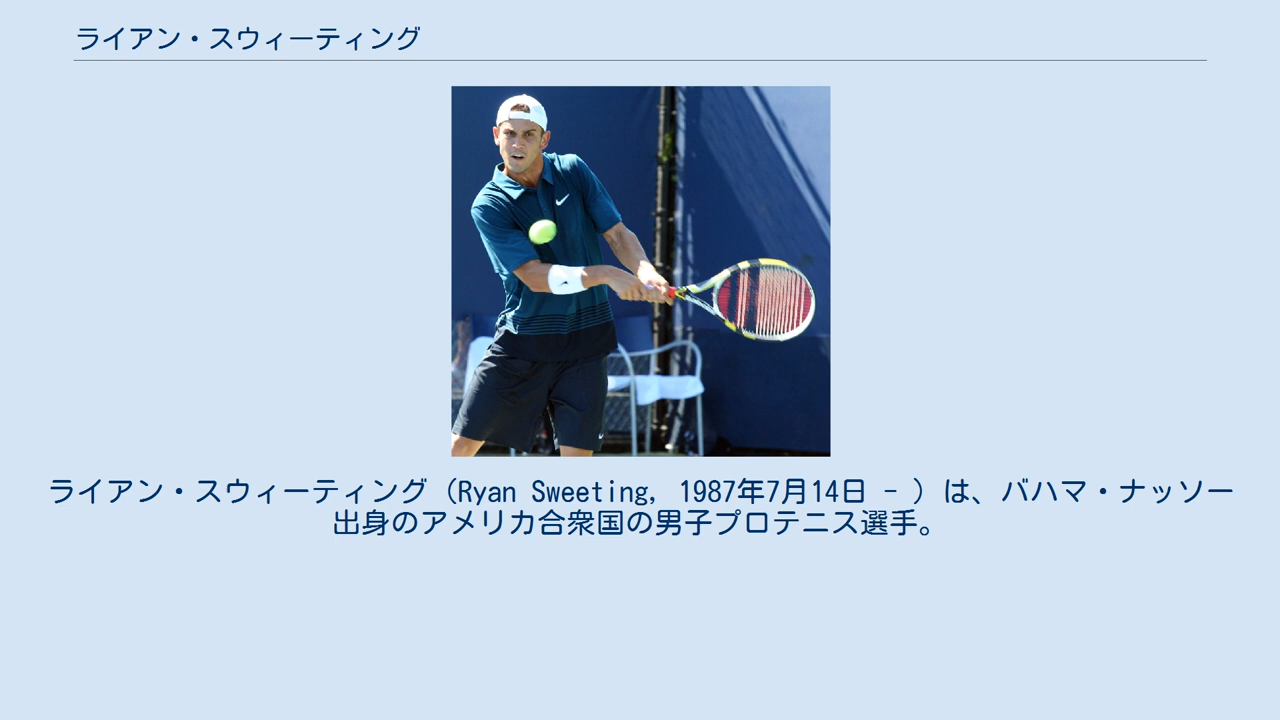 ライアン・スウィーティング
ライアン・スウィーティング（Ryan Sweeting, 1987年7月14日 - ）は、バハマ・ナッソー
出身のアメリカ合衆国の男子プロテニス選手。